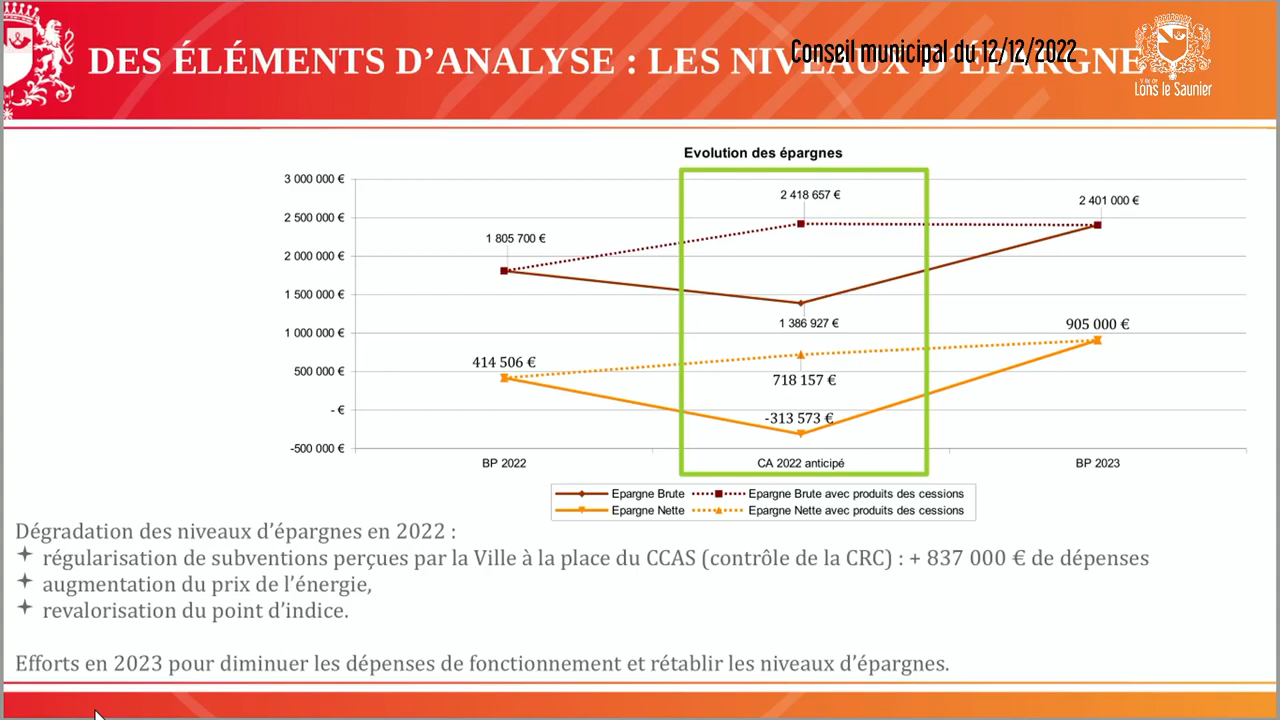 DES ÉLÉMENTS D’ANALYSE : LES NIVEAUX D’ÉPARGNE
Conseil municipal du 12/12/2022
Ville de
Lons le Saunier
Evolution des épargnes
3 000 000 €
2 500 000 €
2 000 000 €
1 500 000 €
1 000 000 €
500 000 €
- €
-500 000 €
1 805 700 €
2 418 657 €
2 401 000 €
1 386 927 €
414 506 €
718 157 €
905 000 €
-313 573 €
BP 2022
CA 2022 anticipé
BP 2023
Epargne Brute
Epargne Brute avec produits des cessions
Epargne Nette
Epargne Nette avec produits des cessions
Dégradation des niveaux d’épargnes en 2022 :
régularisation de subventions perçues par la Ville à la place du CCAS (contrôle de la CRC) : + 837 000 € de dépenses
augmentation du prix de l’énergie,
revalorisation du point d’indice.
Efforts en 2023 pour diminuer les dépenses de fonctionnement et rétablir les niveaux d’épargnes.